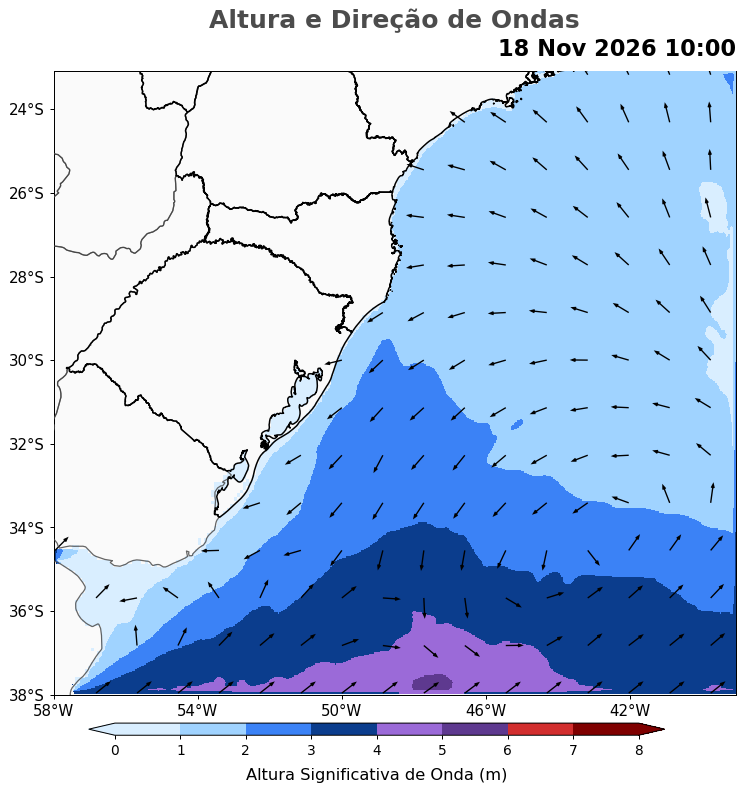 Altura e Direção de Ondas
18 Nov 2026 10:00
24°S
26°S
28°S
30°S
32°S
34°S
36°S
38°S
58°W 54°W 50°W 46°W 42°W
0 1 2 3 4 5 6 7 8
Altura Significativa de Onda (m)